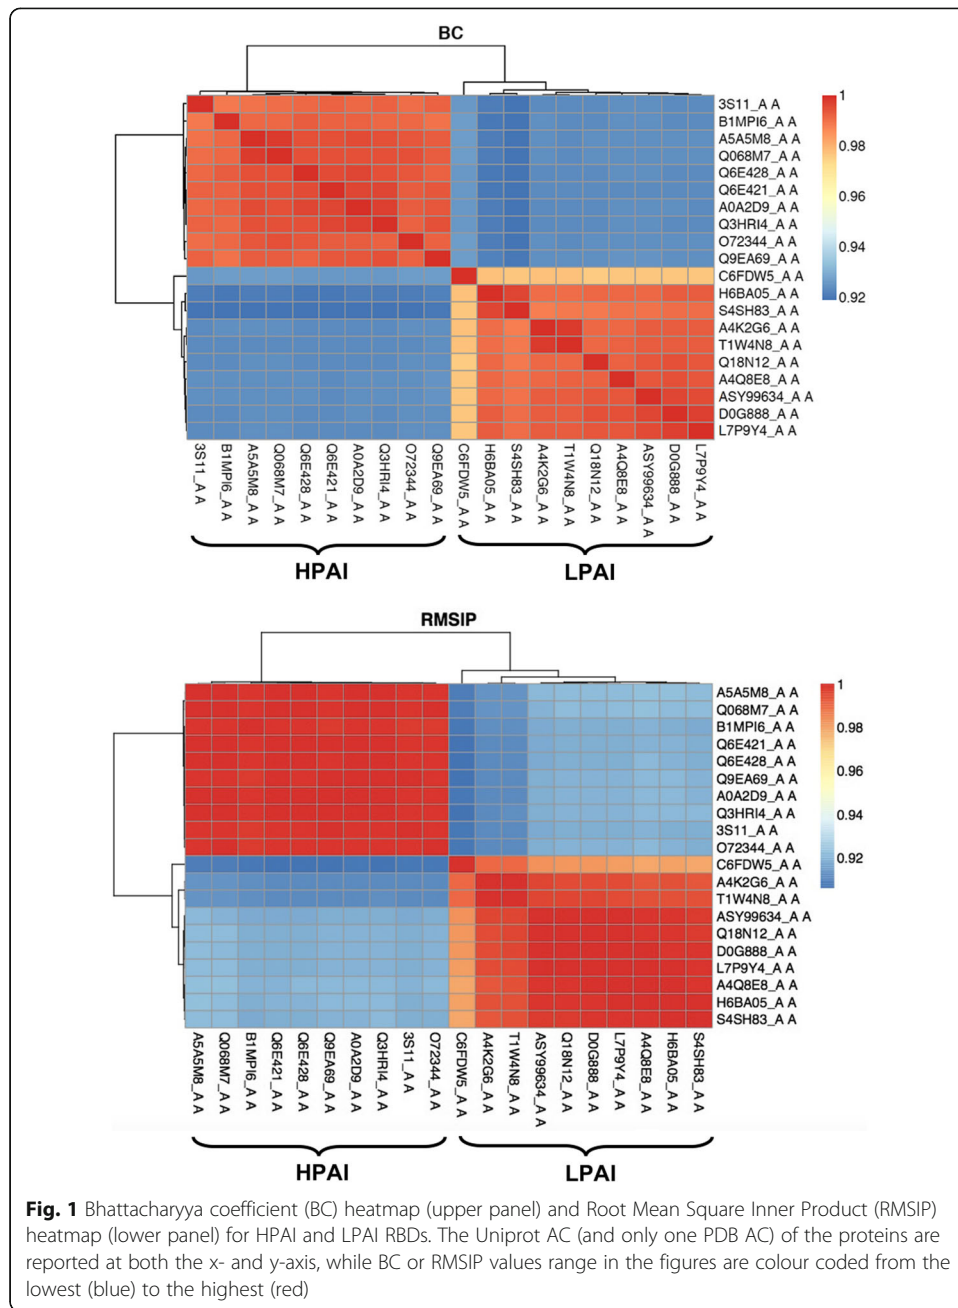 BC
1
0.98
0.96
0.94
0.92
3S11_A A
B1MPI6_A A
A5A5M8_A A
Q068M7_A A
Q6E428_A A
Q6E421_A A
A0A2D9_A A
Q3HRI4_A A
O72344_A A
Q9EA69_A A
C6FDW5_A A
H6BA05_A A
S4SH83_A A
A4K2G6_A A
T1W4N8_A A
Q18N12_A A
A4Q8E8_A A
ASY99634_A A
D0G888_A A
L7P9Y4_A A
3S11_A A
B1MPI6_A A
A5A5M8_A A
Q068M7_A A
Q6E428_A A
Q6E421_A A
A0A2D9_A A
Q3HRI4_A A
O72344_A A
Q9EA69_A A
C6FDW5_A A
H6BA05_A A
S4SH83_A A
A4K2G6_A A
T1W4N8_A A
Q18N12_A A
A4Q8E8_A A
ASY99634_A A
D0G888_A A
L7P9Y4_A A
HPAI
LPAI
RMSIP
1
0.98
0.96
0.94
0.92
A5A5M8_A A
Q068M7_A A
B1MPI6_A A
Q6E421_A A
Q6E428_A A
Q9EA69_A A
A0A2D9_A A
Q3HRI4_A A
3S11_A A
O72344_A A
C6FDW5_A A
A4K2G6_A A
T1W4N8_A A
ASY99634_A A
Q18N12_A A
D0G888_A A
L7P9Y4_A A
A4Q8E8_A A
H6BA05_A A
S4SH83_A A
A5A5M8_A A
Q068M7_A A
B1MPI6_A A
Q6E421_A A
Q6E428_A A
Q9EA69_A A
A0A2D9_A A
Q3HRI4_A A
3S11_A A
O72344_A A
C6FDW5_A A
A4K2G6_A A
T1W4N8_A A
ASY99634_A A
Q18N12_A A
D0G888_A A
L7P9Y4_A A
A4Q8E8_A A
H6BA05_A A
S4SH83_A A
HPAI
LPAI
Fig. 1 Bhattacharyya coefficient (BC) heatmap (upper panel) and Root Mean Square Inner Product (RMSIP)
heatmap (lower panel) for HPAI and LPAI RBDs. The Uniprot AC (and only one PDB AC) of the proteins are
reported at both the x- and y-axis, while BC or RMSIP values range in the figures are colour coded from the
lowest (blue) to the highest (red)